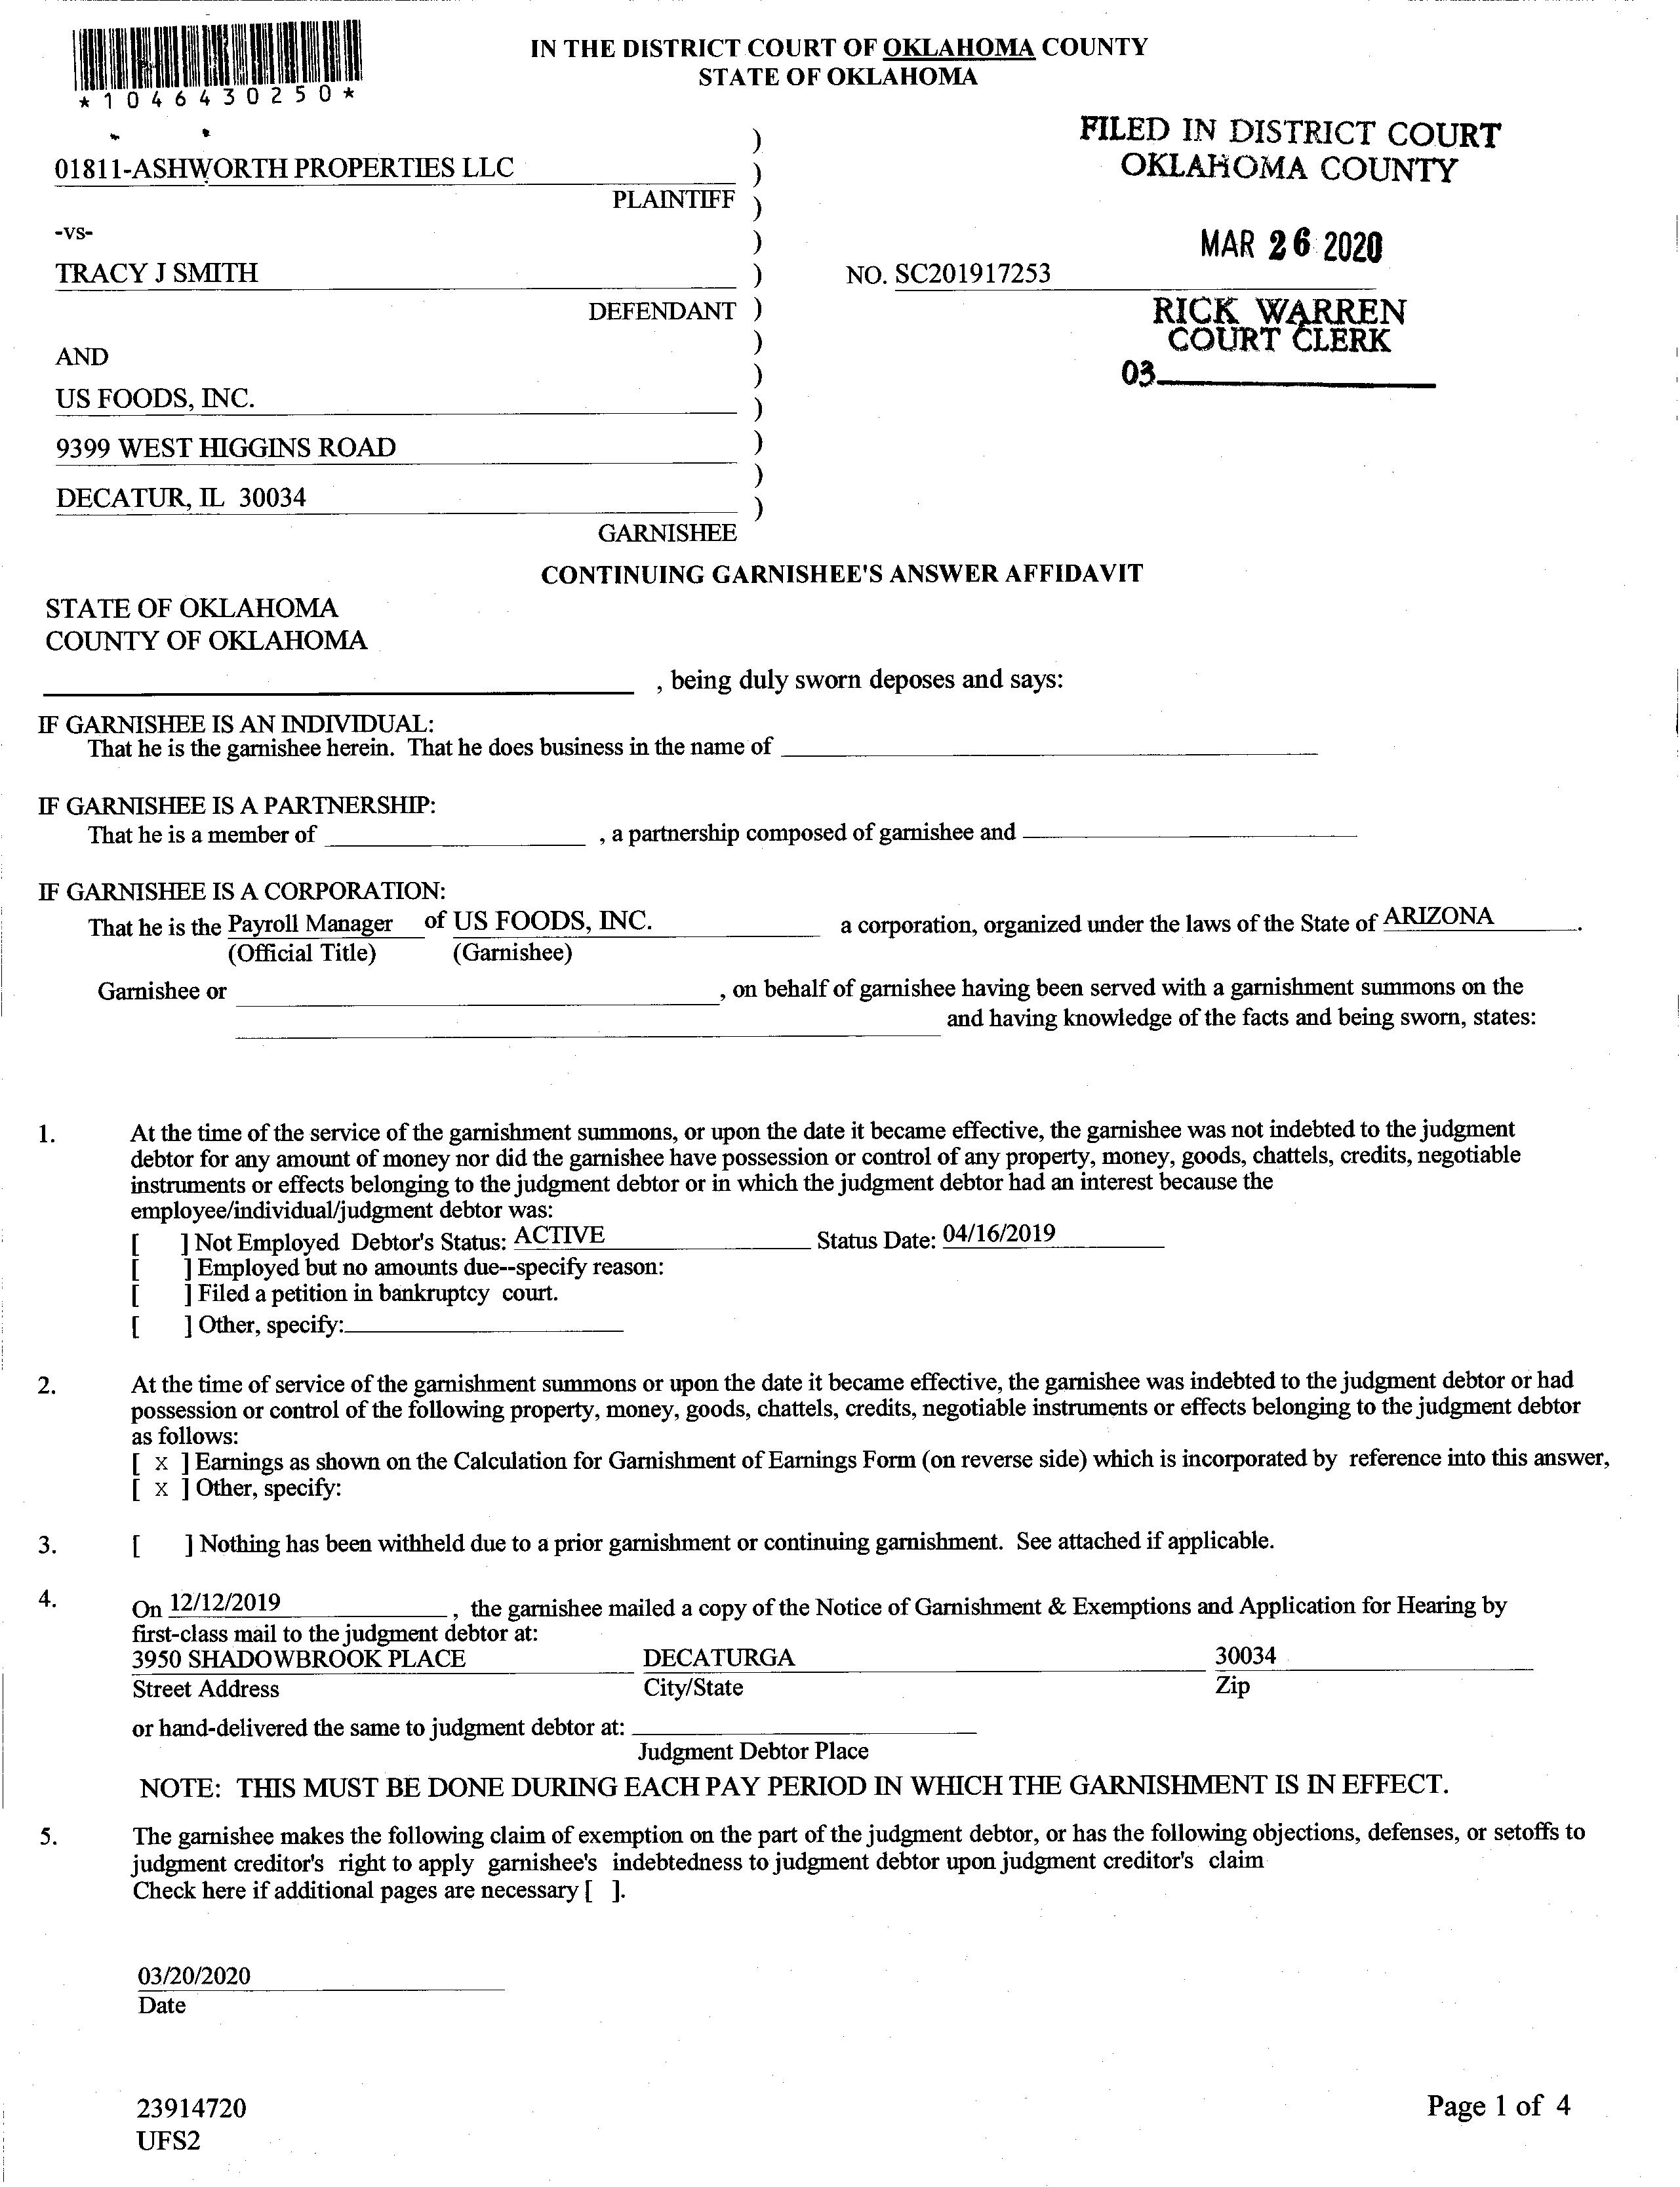 IN THE DISTRICT COURT OF OKLAHOMA COUNTY
STATE OF OKLAHOMA
*1046430250*
FILED IN DISTRICT COURT
OKLAHOMA COUNTY
MAR 26 2020
RICK WARREN
COURT CLERK
03
01811-ASHWORTH PROPERTIES LLC )
PLAINTIFF )
-vs- )
TRACY J SMITH ) NO. SC201917253
DEFENDANT )
AND )
US FOODS, INC. )
9399 WEST HIGGINS ROAD )
DECATUR, IL 30034 )
GARNISHEE
CONTINUING GARNISHEE'S ANSWER AFFIDAVIT
STATE OF OKLAHOMA
COUNTY OF OKLAHOMA
, being duly sworn deposes and says:
IF GARNISHEE IS AN INDIVIDUAL:
That he is the garnishee herein. That he does business in the name of
IF GARNISHEE IS A PARTNERSHIP:
That he is a member of , a partnership composed of garnishee and
IF GARNISHEE IS A CORPORATION:
That he is the Payroll Manager of US FOODS, INC. a corporation, organized under the laws of the State of ARIZONA .
(Official Title) (Garnishee)
Garnishee or , on behalf of garnishee having been served with a garnishment summons on the
and having knowledge of the facts and being sworn, states:
1. At the time of the service of the garnishment summons, or upon the date it became effective, the garnishee was not indebted to the judgment
debtor for any amount of money nor did the garnishee have possession or control of any property, money, goods, chattels, credits, negotiable
instruments or effects belonging to the judgment debtor or in which the judgment debtor had an interest because the
employee/individual/judgment debtor was:
[ ] Not Employed Debtor's Status: ACTIVE Status Date: 04/16/2019
[ ] Employed but no amounts due--specify reason:
[ ] Filed a petition in bankruptcy court.
[ ] Other, specify:
2. At the time of service of the garnishment summons or upon the date it became effective, the garnishee was indebted to the judgment debtor or had
possession or control of the following property, money, goods, chattels, credits, negotiable instruments or effects belonging to the judgment debtor
as follows:
[ x ] Earnings as shown on the Calculation for Garnishment of Earnings Form (on reverse side) which is incorporated by reference into this answer,
[ x ] Other, specify:
3. [ ] Nothing has been withheld due to a prior garnishment or continuing garnishment. See attached if applicable.
4. On 12/12/2019 , the garnishee mailed a copy of the Notice of Garnishment & Exemptions and Application for Hearing by
first-class mail to the judgment debtor at:
3950 SHADOWBROOK PLACE DECATURGA 30034
Street Address City/State Zip
or hand-delivered the same to judgment debtor at:
Judgment Debtor Place
NOTE: THIS MUST BE DONE DURING EACH PAY PERIOD IN WHICH THE GARNISHMENT IS IN EFFECT.
5. The garnishee makes the following claim of exemption on the part of the judgment debtor, or has the following objections, defenses, or setoffs to
judgment creditor's right to apply garnishee's indebtedness to judgment debtor upon judgment creditor's claim
Check here if additional pages are necessary [ ].
03/20/2020
Date
23914720
UFS2
Page 1 of 4